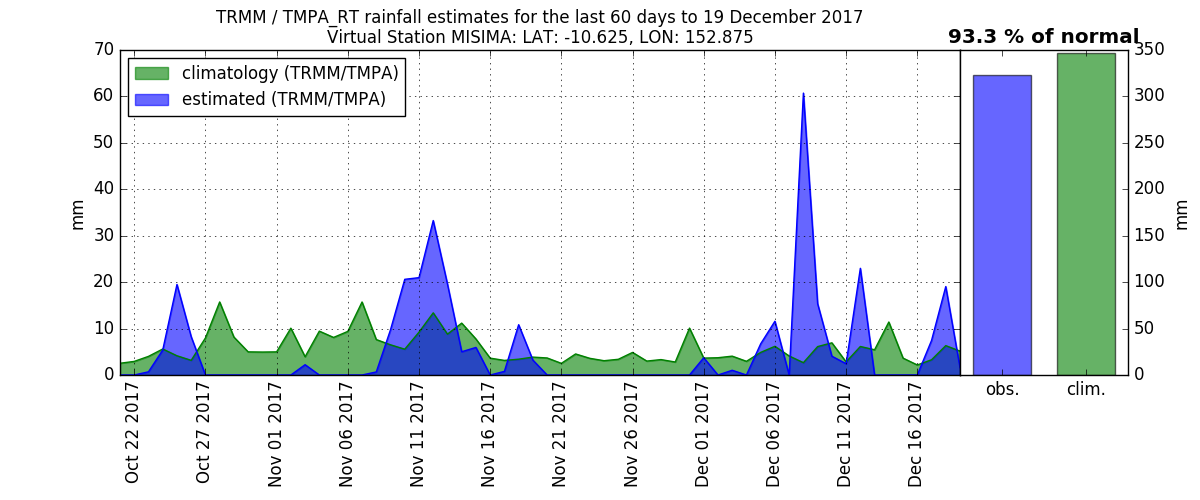 TRMM / TMPA_RT rainfall estimates for the last 60 days to 19 December 2017
Virtual Station MISIMA: LAT: -10.625, LON: 152.875
93.3 % of normal
climatology (TRMM/TMPA)
estimated (TRMM/TMPA)
70
60
50
40
30
20
10
0
mm
350
300
250
200
150
100
50
0
mm
Oct 22 2017
Oct 27 2017
Nov 01 2017
Nov 06 2017
Nov 11 2017
Nov 16 2017
Nov 21 2017
Nov 26 2017
Dec 01 2017
Dec 06 2017
Dec 11 2017
Dec 16 2017
obs.
clim.